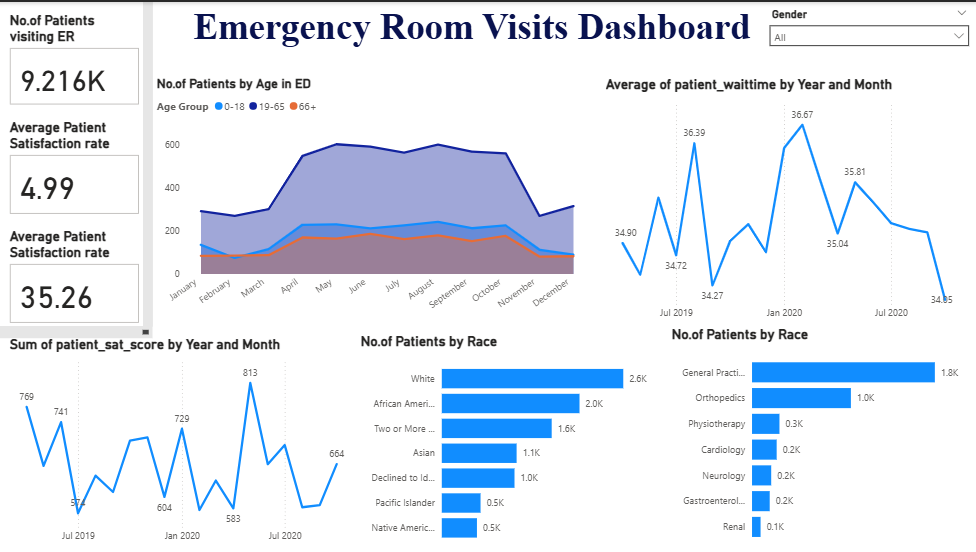 Emergency Room Visits Dashboard
Gender
All
No.of Patients
visiting ER
9.216K
Average Patient
Satisfaction rate
4.99
Average Patient
Satisfaction rate
35.26
No.of Patients by Age in ED
Age Group 0-18 19-65 66+
600
400
200
0
January
February
March
April
May
June
July
August
September
October
November
December
Average of patient_waittime by Year and Month
36.67
36.39
35.81
34.90
35.04
34.72
34.27
Jul 2019
Jan 2020
Jul 2020
Sum of patient_sat_score by Year and Month
813
769
741
729
664
574
604
583
Jul 2019
Jan 2020
Jul 2020
No.of Patients by Race
White 2.6K
African Ameri... 2.0K
Two or More ... 1.6K
Asian 1.1K
Declined to Id... 1.0K
Pacific Islander 0.5K
Native Americ... 0.5K
No.of Patients by Race
General Practi... 1.8K
Orthopedics 1.0K
Physiotherapy 0.3K
Cardiology 0.2K
Neurology 0.2K
Gastroenterol... 0.2K
Renal 0.1K